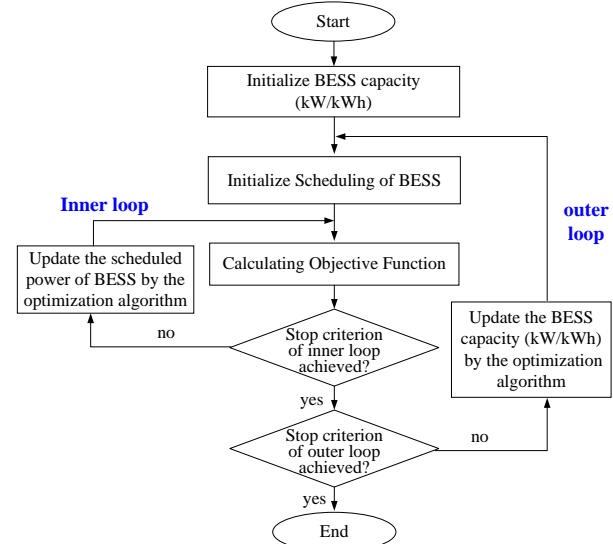 Start
Initialize BESS capacity
(kW/kWh)
Initialize Scheduling of BESS
Inner loop
outer
loop
Calculating Objective Function
Update the scheduled
power of BESS by the
optimization algorithm
Update the BESS
capacity (kW/kWh)
by the optimization
algorithm
no
Stop criterion
of inner loop
achieved?
yes
Stop criterion
of outer loop
achieved?
no
yes
End